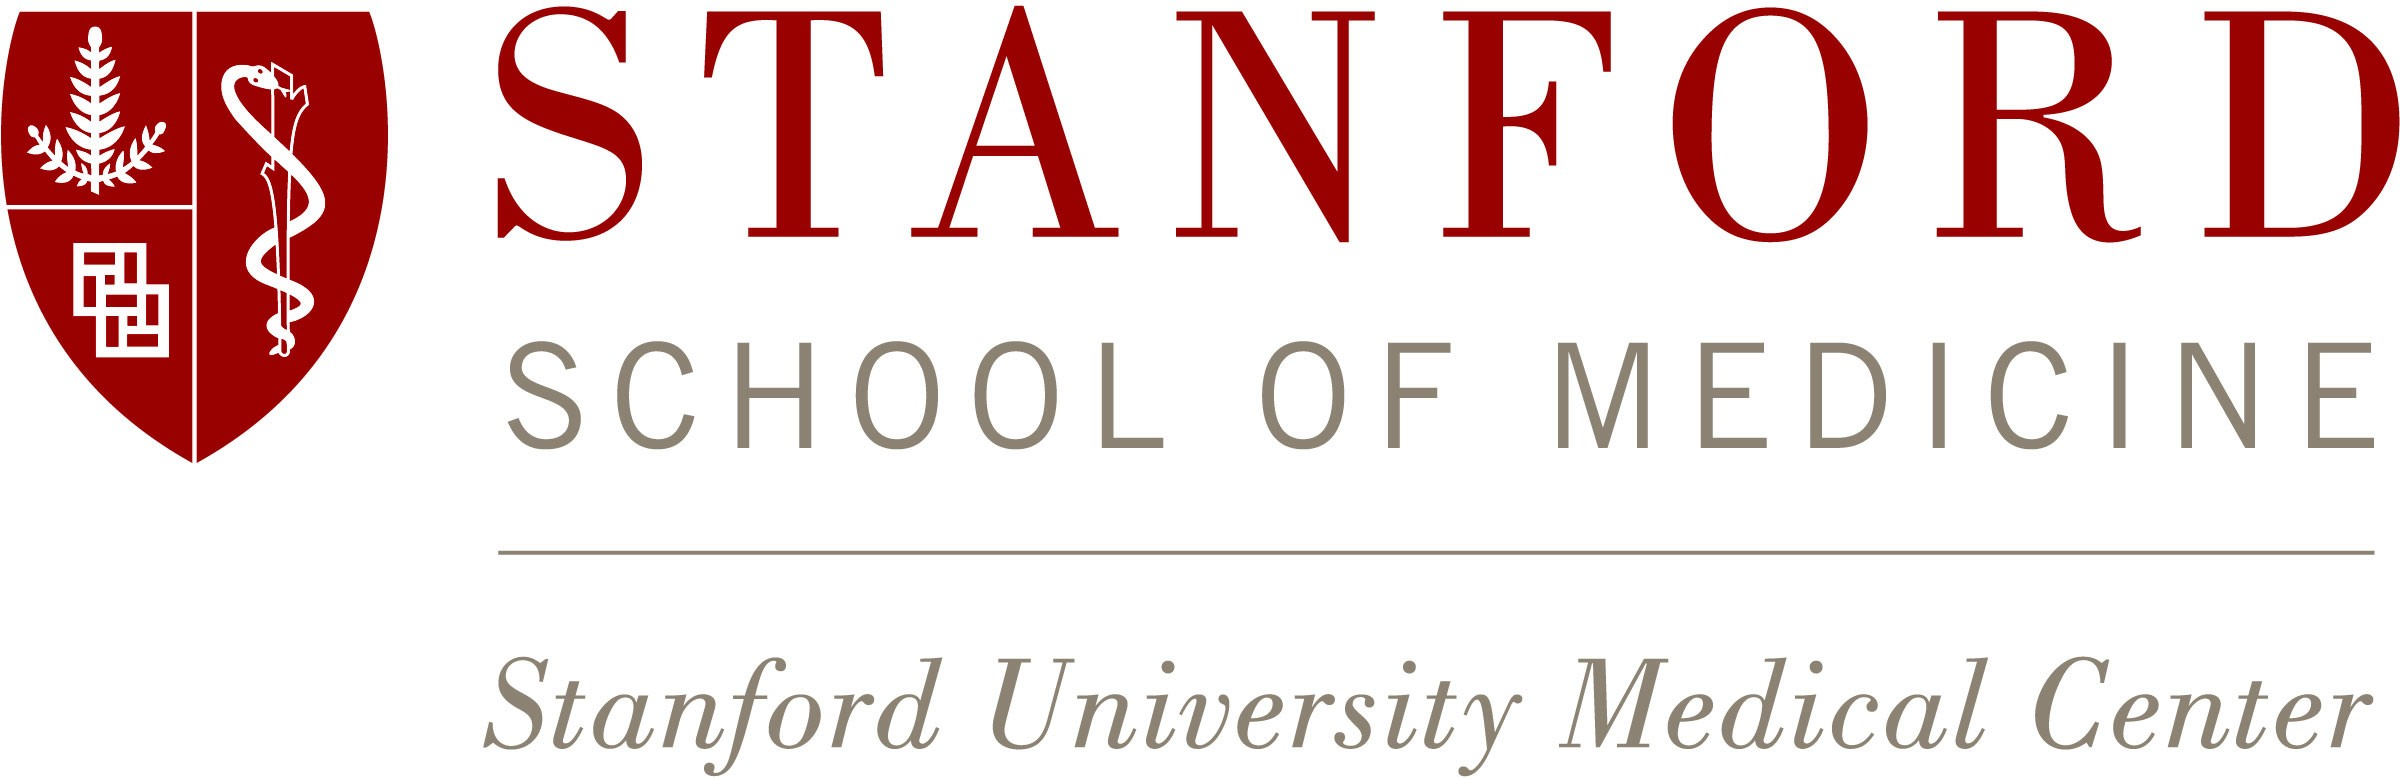 STANFORD
SCHOOL OF MEDICINE
Stanford University Medical Center